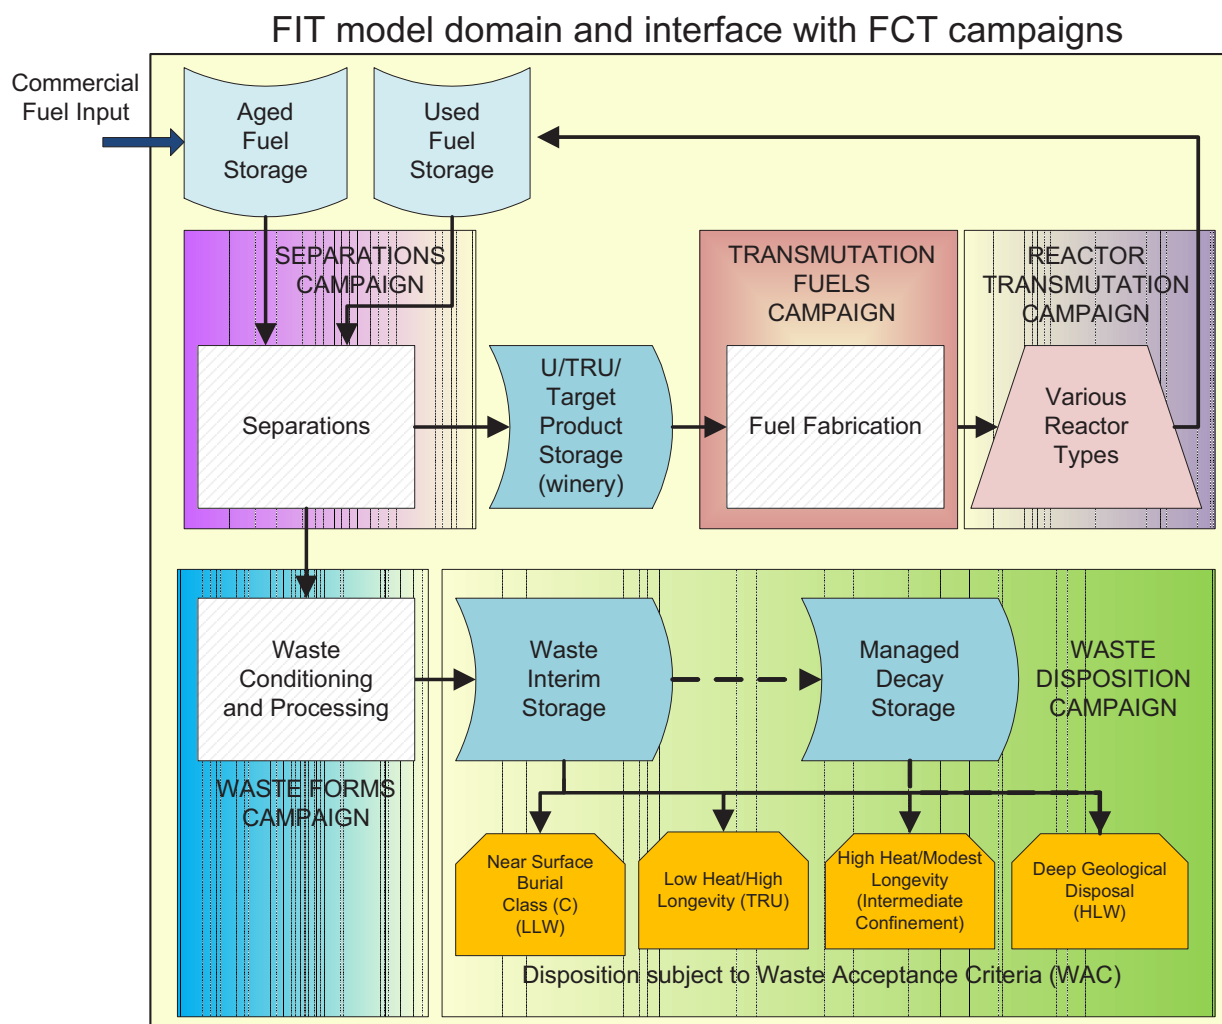 FIT model domain and interface with FCT campaigns
Commercial
Fuel Input
Aged
Fuel
Storage
Used
Fuel
Storage
SEPARATIONS
CAMPAIGN
TRANSMUTATION
FUELS
CAMPAIGN
REACTOR
TRANSMUTATION
CAMPAIGN
Separations
U/TRU/
Target
Product
Storage
(winery)
Fuel Fabrication
Various
Reactor
Types
Waste
Conditioning
and Processing
Waste
Interim
Storage
Managed
Decay
Storage
WASTE
DISPOSITION
CAMPAIGN
WASTE FORMS
CAMPAIGN
Near Surface
Burial
Class (C)
(LLW)
Low Heat/High
Longevity (TRU)
High Heat/Modest
Longevity
(Intermediate
Confinement)
Deep Geological
Disposal
(HLW)
Disposition subject to Waste Acceptance Criteria (WAC)